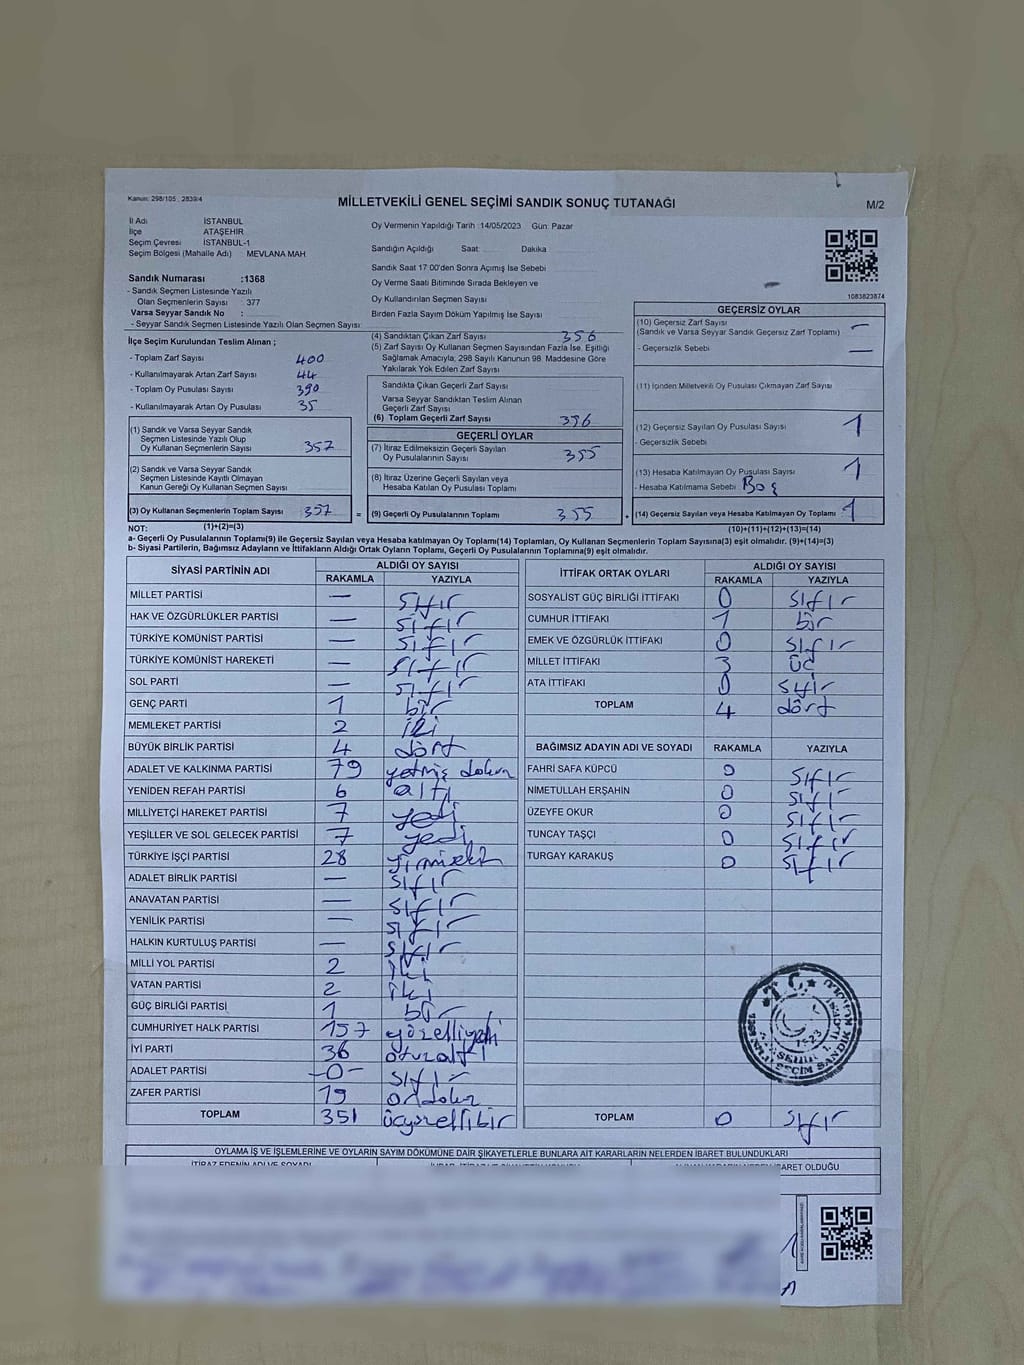 Kanun: 298/105 , 2839/4
MİLLETVEKİLİ GENEL SEÇİMİ SANDIK SONUÇ TUTANAĞI
M/2
İl Adı İSTANBUL
İlçe ATAŞEHİR
Seçim Çevresi İSTANBUL-1
Seçim Bölgesi (Mahalle Adı) MEVLANA MAH
Sandık Numarası :1368
- Sandık Seçmen Listesinde Yazılı
Olan Seçmenlerin Sayısı : 377
Varsa Seyyar Sandık No :
- Seyyar Sandık Seçmen Listesinde Yazılı Olan Seçmen Sayısı:
Oy Vermenin Yapıldığı Tarih :14/05/2023 Gün: Pazar
Sandığın Açıldığı Saat: Dakika
Sandık Saat 17:00'den Sonra Açımış İse Sebebi
Oy Verme Saati Bitiminde Sırada Bekleyen ve
Oy Kullandırılan Seçmen Sayısı
Birden Fazla Sayım Döküm Yapılmış İse Sayısı
1083823874
İlçe Seçim Kurulundan Teslim Alınan ;
- Toplam Zarf Sayısı 400
- Kullanılmayarak Artan Zarf Sayısı 44
- Toplam Oy Pusulası Sayısı 390
- Kullanılmayarak Artan Oy Pusulası 35
(1) Sandık ve Varsa Seyyar Sandık
Seçmen Listesinde Yazılı Olup
Oy Kullanan Seçmenlerin Sayısı 357
(2) Sandık ve Varsa Seyyar Sandık
Seçmen Listesinde Kayıtlı Olmayan
Kanun Gereği Oy Kullanan Seçmen Sayısı
(3) Oy Kullanan Seçmenlerin Toplam Sayısı 357 =
(1)+(2)=(3)
(4) Sandıktan Çıkan Zarf Sayısı 356
(5) Zarf Sayısı Oy Kullanan Seçmen Sayısından Fazla İse, Eşitliği
Sağlamak Amacıyla; 298 Sayılı Kanunun 98. Maddesine Göre
Yakılarak Yok Edilen Zarf Sayısı
Sandıkta Çıkan Geçerli Zarf Sayısı
Varsa Seyyar Sandıktan Teslim Alınan
Geçerli Zarf Sayısı
(6) Toplam Geçerli Zarf Sayısı
GEÇERLİ OYLAR
(7) İtiraz Edilmeksizin Geçerli Sayılan
Oy Pusulalarının Sayısı 355
(8) İtiraz Üzerine Geçerli Sayılan veya
Hesaba Katılan Oy Pusulası Toplamı
(9) Geçerli Oy Pusulalarının Toplamı 355 +
GEÇERSİZ OYLAR
(10) Geçersiz Zarf Sayısı —
(Sandık ve Varsa Seyyar Sandık Geçersiz Zarf Toplamı)
- Geçersizlik Sebebi —
(11) İçinden Milletvekili Oy Pusulası Çıkmayan Zarf Sayısı
(12) Geçersiz Sayılan Oy Pusulası Sayısı 1
- Geçersizlik Sebebi
(13) Hesaba Katılmayan Oy Pusulası Sayısı 1
- Hesaba Katılmama Sebebi Boş
(14) Geçersiz Sayılan veya Hesaba Katılmayan Oy Toplamı 1
(10)+(11)+(12)+(13)=(14)
NOT:
a- Geçerli Oy Pusulasının Toplamı(9) ile Geçersiz Sayılan veya Hesaba katılmayan Oy Toplamı(14) Toplamları, Oy Kullanan Seçmenlerin Toplam Sayısına(3) eşit olmalıdır. (9)+(14)=(3)
b- Siyasi Partilerin, Bağımsız Adayların ve İttifakların Aldığı Ortak Oyların Toplamı, Geçerli Oy Pusulasının Toplamına(9) eşit olmalıdır.
SİYASİ PARTİNİN ADI ALDIĞI OY SAYISI
RAKAMLA YAZIYLA
MİLLET PARTİSİ — sıfır
HAK VE ÖZGÜRLÜKLER PARTİSİ — sıfır
TÜRKİYE KOMÜNİST PARTİSİ — sıfır
TÜRKİYE KOMÜNİST HAREKETİ — sıfır
SOL PARTİ — sıfır
GENÇ PARTİ 1 bir
MEMLEKET PARTİSİ 2 iki
BÜYÜK BİRLİK PARTİSİ 4 dört
ADALET VE KALKINMA PARTİSİ 79 yetmiş dokuz
YENİDEN REFAH PARTİSİ 6 altı
MİLLİYETÇİ HAREKET PARTİSİ 7 yedi
YEŞİLLER VE SOL GELECEK PARTİSİ 7 yedi
TÜRKİYE İŞÇİ PARTİSİ 28 yirmisekiz
ADALET BİRLİK PARTİSİ — sıfır
ANAVATAN PARTİSİ — sıfır
YENİLİK PARTİSİ — sıfır
HALKIN KURTULUŞ PARTİSİ — sıfır
MİLLİ YOL PARTİSİ 2 iki
VATAN PARTİSİ 2 iki
GÜÇ BİRLİĞİ PARTİSİ 1 bir
CUMHURİYET HALK PARTİSİ 157 yüzelliyedi
İYİ PARTİ 36 otuzaltı
ADALET PARTİSİ -0- sıfır
ZAFER PARTİSİ 19 ondokuz
TOPLAM 351 üçyüzellibir
İTTİFAK ORTAK OYLARI ALDIĞI OY SAYISI
RAKAMLA YAZIYLA
SOSYALİST GÜÇ BİRLİĞİ İTTİFAKI 0 sıfır
CUMHUR İTTİFAKI 1 bir
EMEK VE ÖZGÜRLÜK İTTİFAKI 0 sıfır
MİLLET İTTİFAKI 3 üç
ATA İTTİFAKI 0 sıfır
TOPLAM 4 dört
BAĞIMSIZ ADAYIN ADI VE SOYADI RAKAMLA YAZIYLA
FAHRİ SAFA KÜPCÜ 0 sıfır
NİMETULLAH ERŞAHİN 0 sıfır
ÜZEYFE OKUR 0 sıfır
TUNCAY TAŞÇI 0 sıfır
TURGAY KARAKUŞ 0 sıfır
T.C.
1923
TOPLAM 0 sıfır
OYLAMA İŞ VE İŞLEMLERİNE VE OYLARIN SAYIM DÖKÜMÜNE DAİR ŞİKAYETLERLE BUNLARA AİT KARARLARIN NELERDEN İBARET BULUNDUKLARI
İTİRAZ EDENİN ADI VE SOYADI